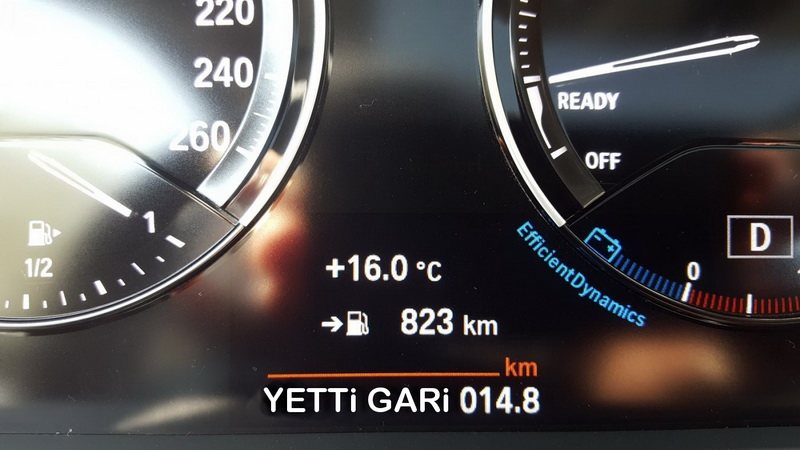 220
240
260
READY
OFF
1
1/2
D
EfficientDynamics
0
+16.0 °C
823 km
km
YETTi GARi 014.8